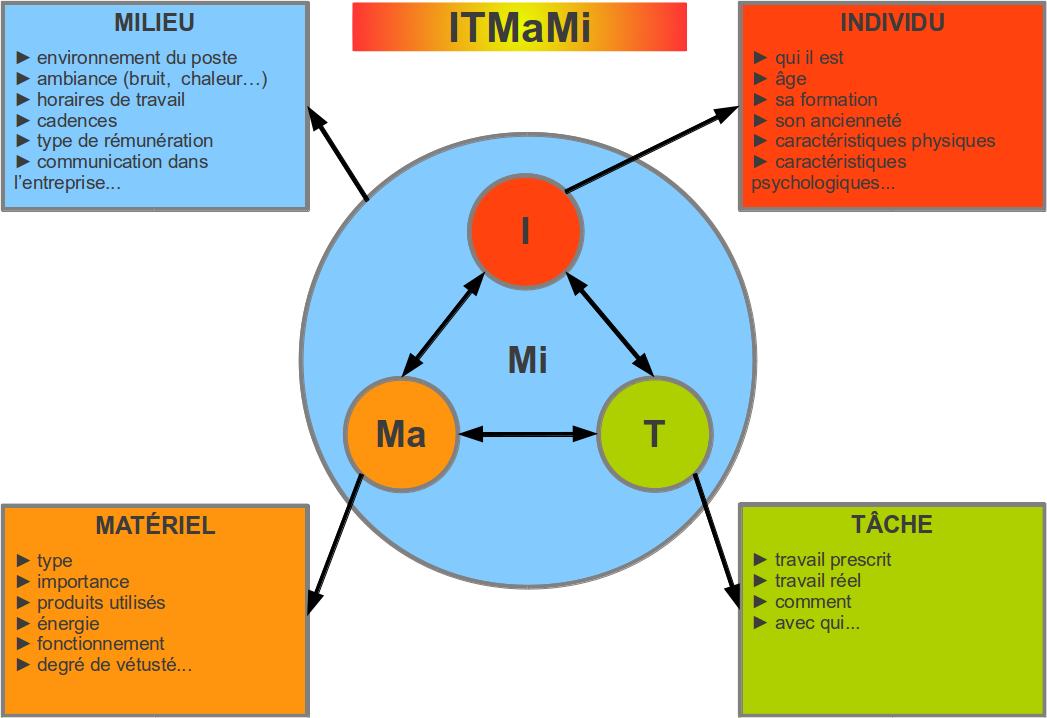 ITMaMi
MILIEU
► environnement du poste
► ambiance (bruit, chaleur…)
► horaires de travail
► cadences
► type de rémunération
► communication dans
l'entreprise...
INDIVIDU
► qui il est
► âge
► sa formation
► son ancienneté
► caractéristiques physiques
► caractéristiques
psychologiques...
I
Mi
Ma
T
MATÉRIEL
► type
► importance
► produits utilisés
► énergie
► fonctionnement
► degré de vétusté...
TÂCHE
► travail prescrit
► travail réel
► comment
► avec qui...